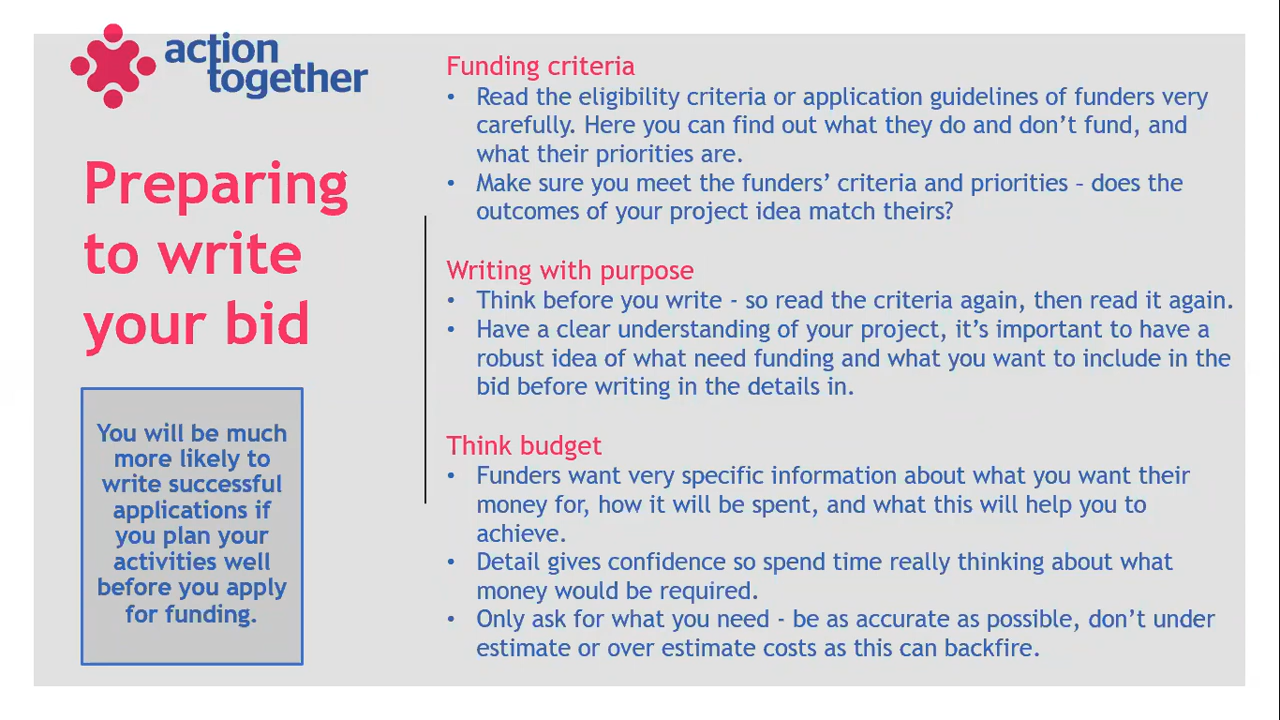 action
together
Preparing
to write
your bid
You will be much
more likely to
write successful
applications if
you plan your
activities well
before you apply
for funding.
Funding criteria
• Read the eligibility criteria or application guidelines of funders very
carefully. Here you can find out what they do and don’t fund, and
what their priorities are.
• Make sure you meet the funders’ criteria and priorities – does the
outcomes of your project idea match theirs?
Writing with purpose
• Think before you write - so read the criteria again, then read it again.
• Have a clear understanding of your project, it’s important to have a
robust idea of what need funding and what you want to include in the
bid before writing in the details in.
Think budget
• Funders want very specific information about what you want their
money for, how it will be spent, and what this will help you to
achieve.
• Detail gives confidence so spend time really thinking about what
money would be required.
• Only ask for what you need - be as accurate as possible, don’t under
estimate or over estimate costs as this can backfire.